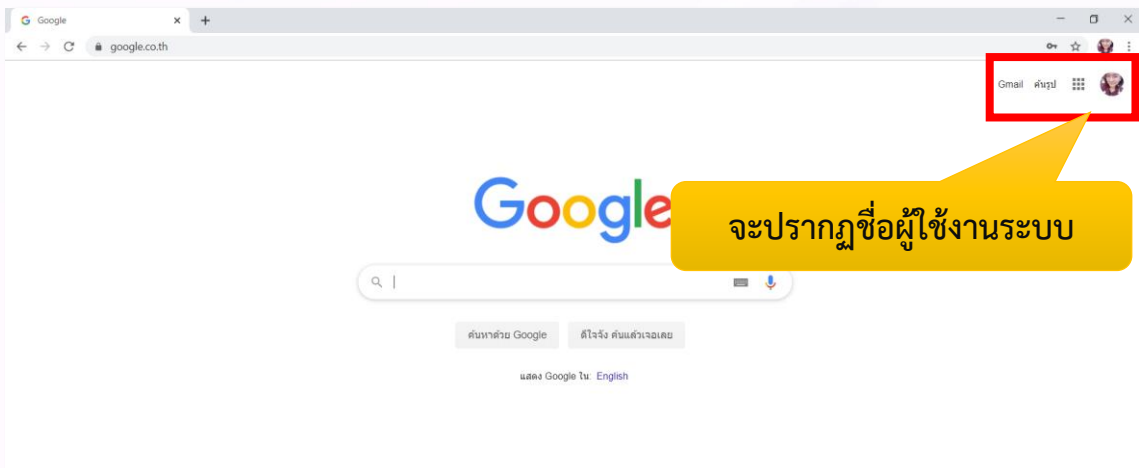 Google
google.co.th
Gmail ค้นรูป
Google
จะปรากฏชื่อผู้ใช้งานระบบ
ค้นหาด้วย Google ดีใจจัง ค้นแล้วเจอเลย
แสดง Google ใน: English